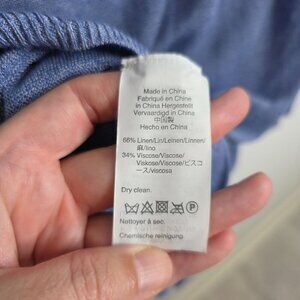 Made in China
Fabriqué en Chine
in China Hergestellt
Vervaardigd in China
中国製
Hecho en China
66% Linen/Lin/Leinen/Linnen/
麻/lino
34% Viscose/Viscose/
Viskose/Viscose/ビスコ
ース/viscosa
Dry clean.
P
Nettoyer à sec.
Chemische reinigung.